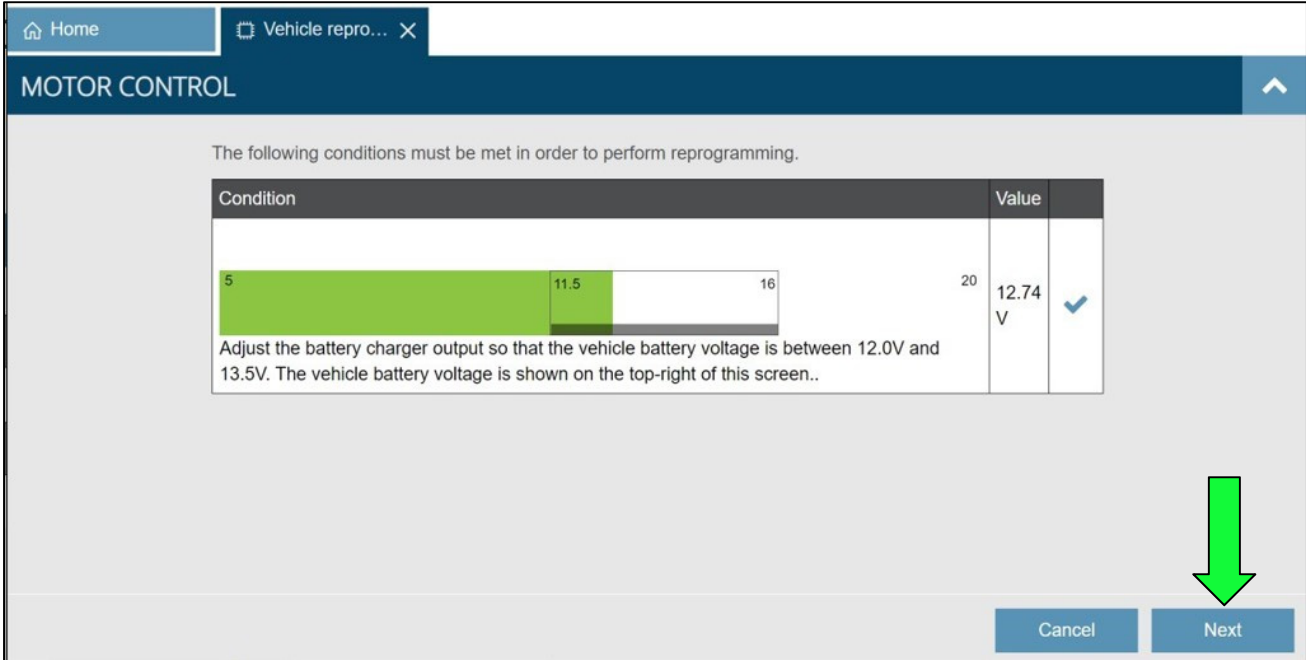 Home
Vehicle repro...
MOTOR CONTROL
The following conditions must be met in order to perform reprogramming.
Condition Value
5 11.5 16 20
12.74
V
Adjust the battery charger output so that the vehicle battery voltage is between 12.0V and
13.5V. The vehicle battery voltage is shown on the top-right of this screen..
Cancel Next